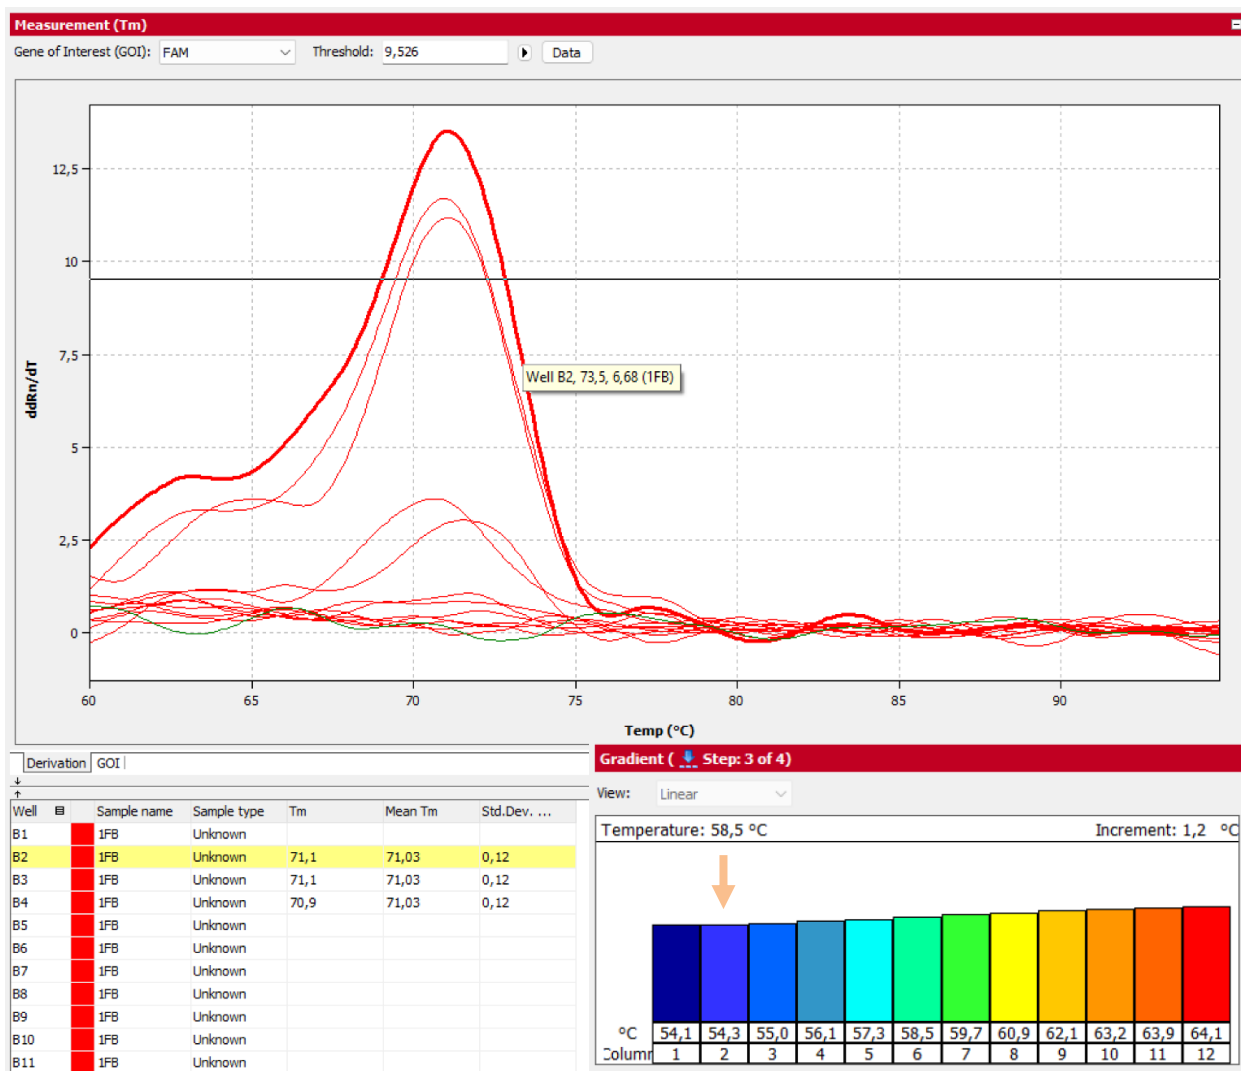 Measurement (Tm)
Gene of Interest (GOI): FAM Threshold: 9,526 Data
12,5
10
7,5
5
2,5
0
ddRn/dT
Well B2, 73,5, 6,68 (1FB)
60 65 70 75 80 85 90
Temp (°C)
Derivation GOI
Well Sample name Sample type Tm Mean Tm Std.Dev. ...
B1 1FB Unknown
B2 1FB Unknown 71,1 71,03 0,12
B3 1FB Unknown 71,1 71,03 0,12
B4 1FB Unknown 70,9 71,03 0,12
B5 1FB Unknown
B6 1FB Unknown
B7 1FB Unknown
B8 1FB Unknown
B9 1FB Unknown
B10 1FB Unknown
B11 1FB Unknown
Gradient ( Step: 3 of 4)
View: Linear
Temperature: 58,5 °C Increment: 1,2 °C
°C 54,1 54,3 55,0 56,1 57,3 58,5 59,7 60,9 62,1 63,2 63,9 64,1
Column 1 2 3 4 5 6 7 8 9 10 11 12